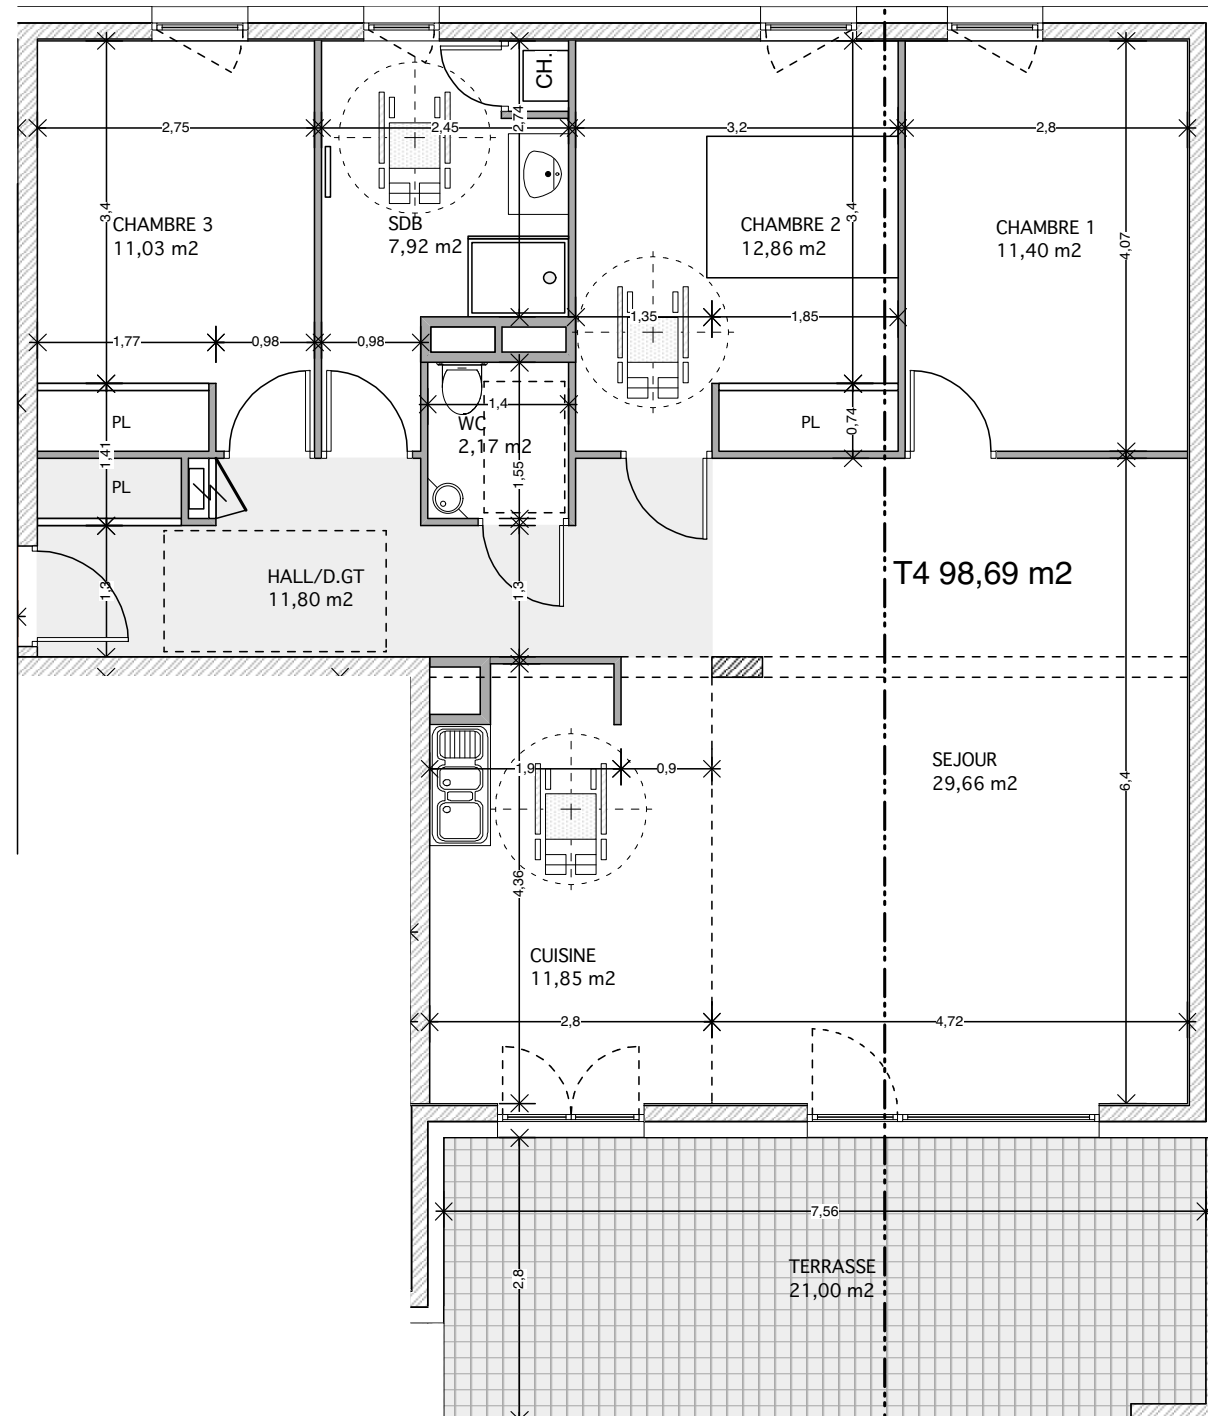 CH.
2,75
2,45
2,74
3,2
2,8
3,4
CHAMBRE 3
11,03 m2
SDB
7,92 m2
CHAMBRE 2
12,86 m2
3,4
CHAMBRE 1
11,40 m2
4,07
1,35
1,85
1,77
0,98
0,98
1,4
PL
WC
2,17 m2
PL
0,74
1,41
1,55
PL
T4 98,69 m2
HALL/D.GT
11,80 m2
1,3
1,3
SEJOUR
29,66 m2
1,9
0,9
6,4
4,36
CUISINE
11,85 m2
2,8
4,72
7,56
TERRASSE
21,00 m2
2,8